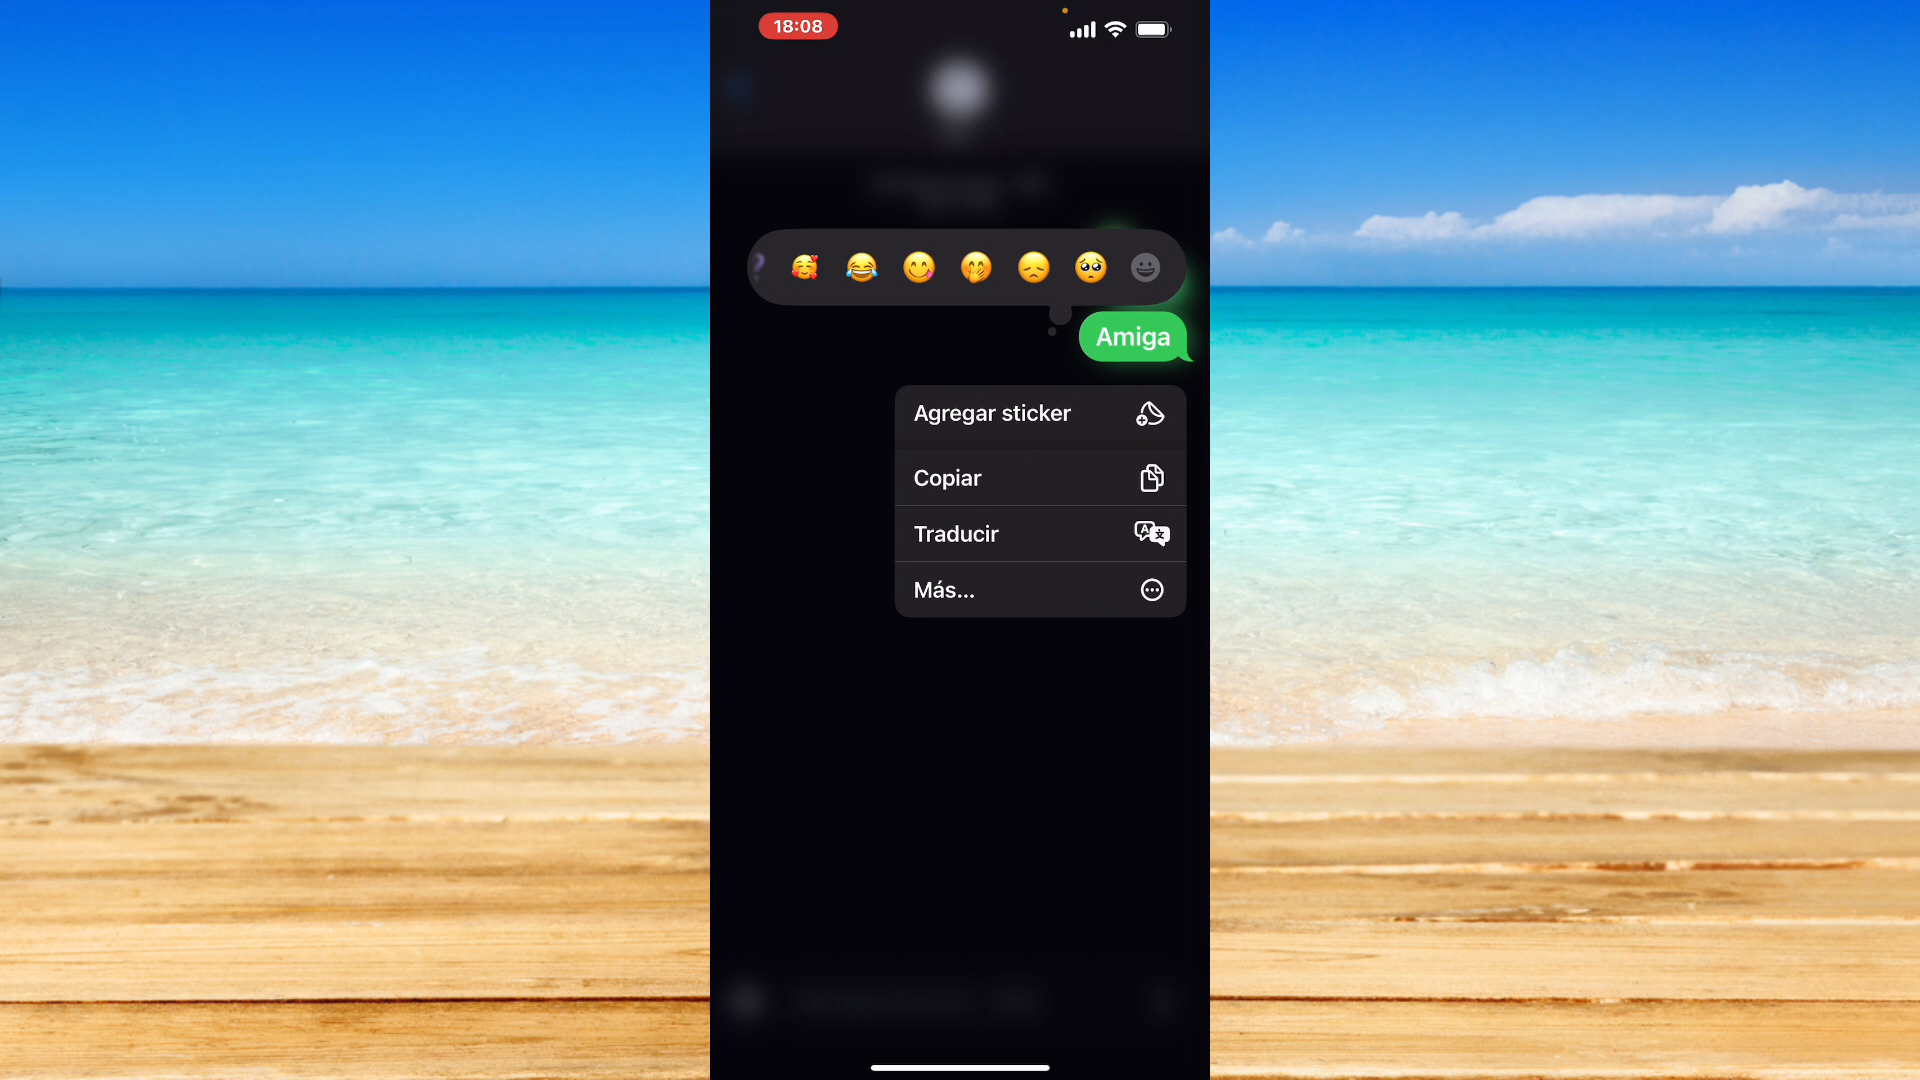 18:08
Amiga
Agregar sticker
Copiar
Traducir
Más...